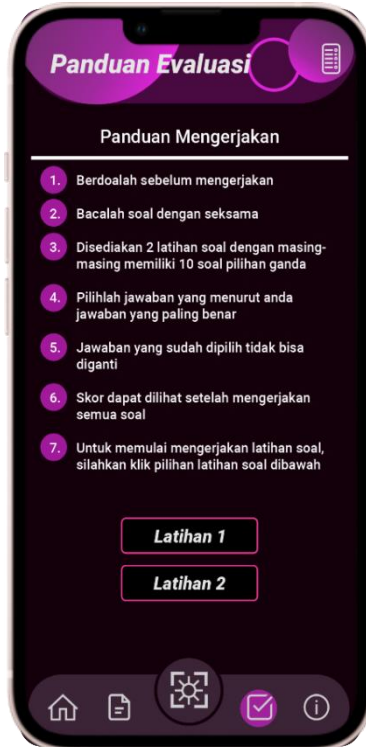 Panduan Evaluasi
Panduan Mengerjakan
1. Berdoalah sebelum mengerjakan
2. Bacalah soal dengan seksama
3. Disediakan 2 latihan soal dengan masing-
masing memiliki 10 soal pilihan ganda
4. Pilihlah jawaban yang menurut anda
jawaban yang paling benar
5. Jawaban yang sudah dipilih tidak bisa
diganti
6. Skor dapat dilihat setelah mengerjakan
semua soal
7. Untuk memulai mengerjakan latihan soal,
silahkan klik pilihan latihan soal dibawah
Latihan 1
Latihan 2